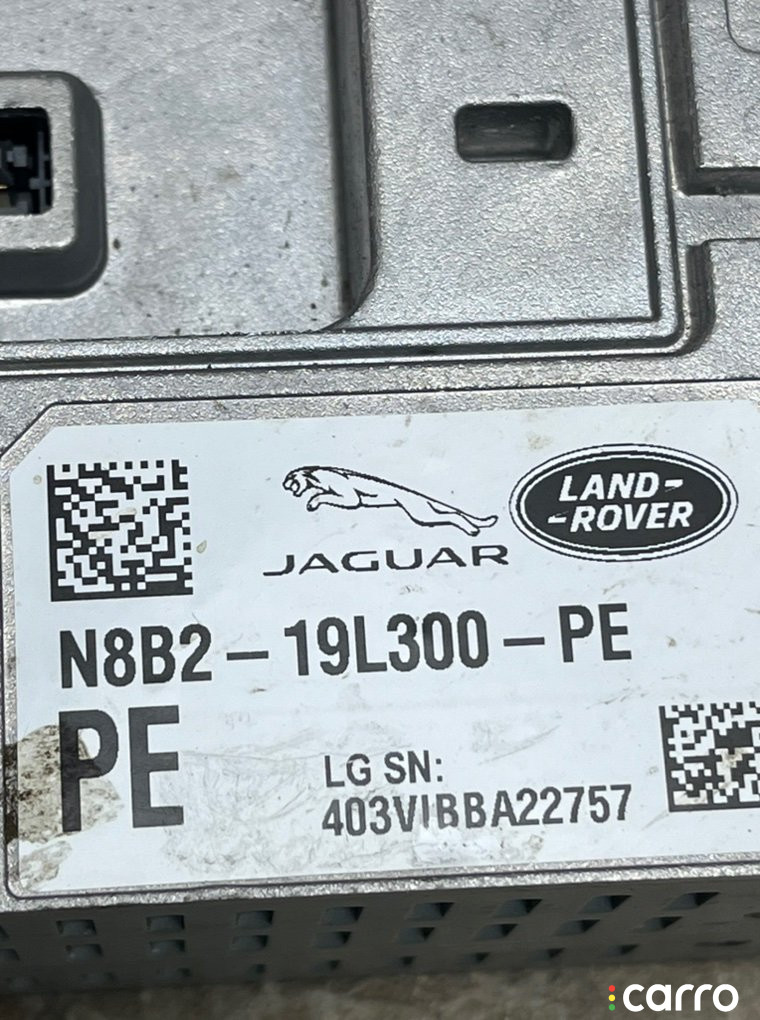 JAGUAR
LAND-
-ROVER
N8B2-19L300-PE
PE
LG SN:
403VIBBA22757
carro